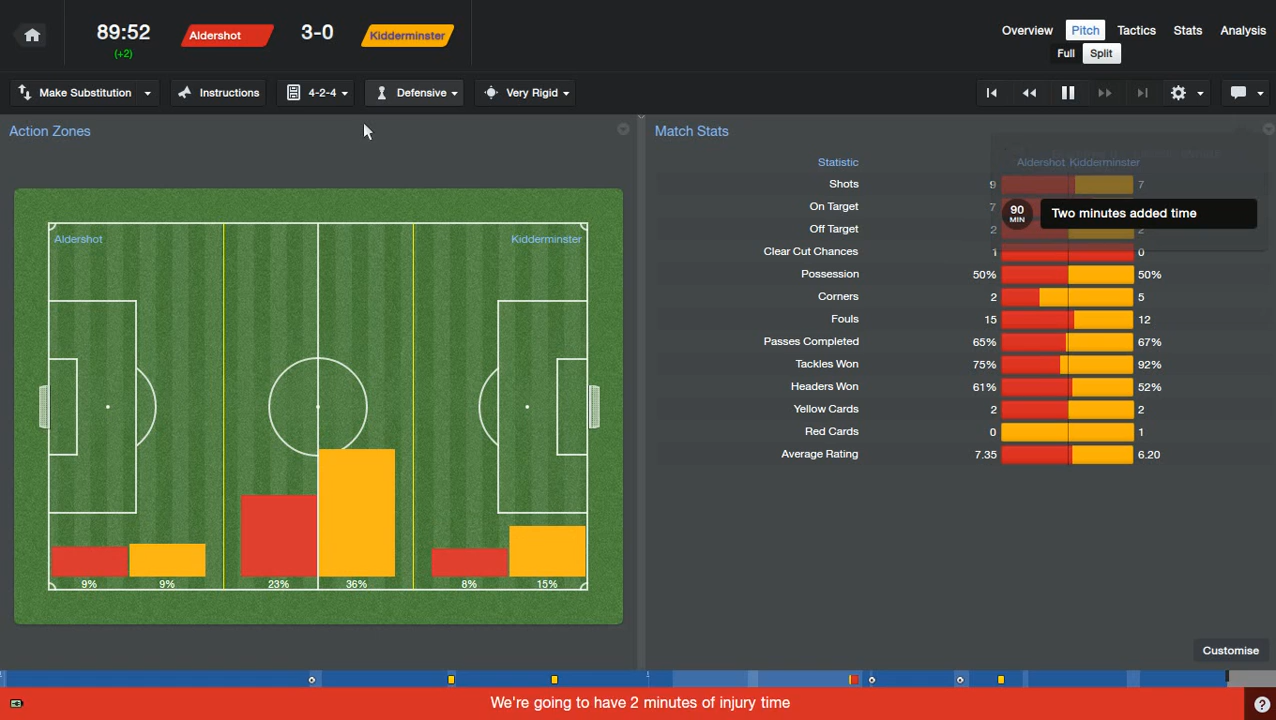 89:52
(+2)
Aldershot
3-0
Kidderminster
Overview Pitch Tactics Stats Analysis
Full Split
Make Substitution
Instructions
4-2-4
Defensive
Very Rigid
Action Zones
Aldershot
Kidderminster
9% 9% 23% 36% 8% 15%
Match Stats
Statistic Aldershot Kidderminster
Shots 9 7
On Target 7
Off Target 2 2
Clear Cut Chances 1 0
Possession 50% 50%
Corners 2 5
Fouls 15 12
Passes Completed 65% 67%
Tackles Won 75% 92%
Headers Won 61% 52%
Yellow Cards 2 2
Red Cards 0 1
Average Rating 7.35 6.20
90
MIN
Two minutes added time
Customise
We're going to have 2 minutes of injury time
?